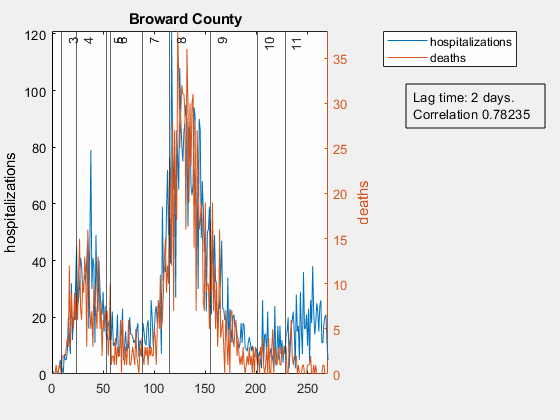 Broward County
hospitalizations
deaths
Lag time: 2 days.
Correlation 0.78235
3 4 5 6 7 8 9 10 11
120
100
80
60
40
20
0
hospitalizations
35
30
25
20
15
10
5
0
deaths
0 50 100 150 200 250